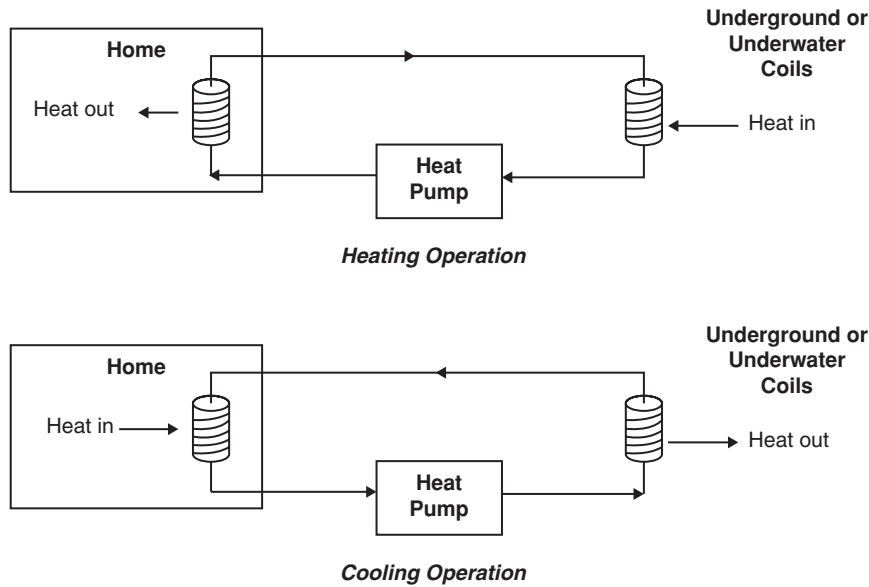 Underground or
Underwater
Coils
Home
Heat out
Heat in
Heat
Pump
Heating Operation
Underground or
Underwater
Coils
Home
Heat in
Heat out
Heat
Pump
Cooling Operation